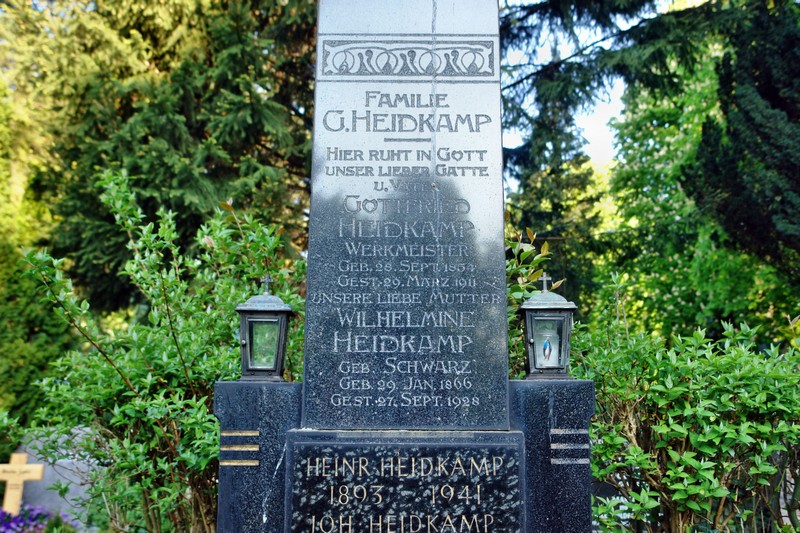 FAMILIE
G. HEIDKAMP
HIER RUHT IN GOTT
UNSER LIEBER GATTE
U. VATER
GOTTFRIED
HEIDKAMP
WERKMEISTER
GEB. 28. SEPT. 1854
GEST. 29. MÄRZ 1911
UNSERE LIEBE MUTTER
WILHELMINE
HEIDKAMP
GEB. SCHWARZ
GEB. 29. JAN. 1866
GEST. 27. SEPT. 1928
HEINR. HEIDKAMP
1893 1941
JOH. HEIDKAMP